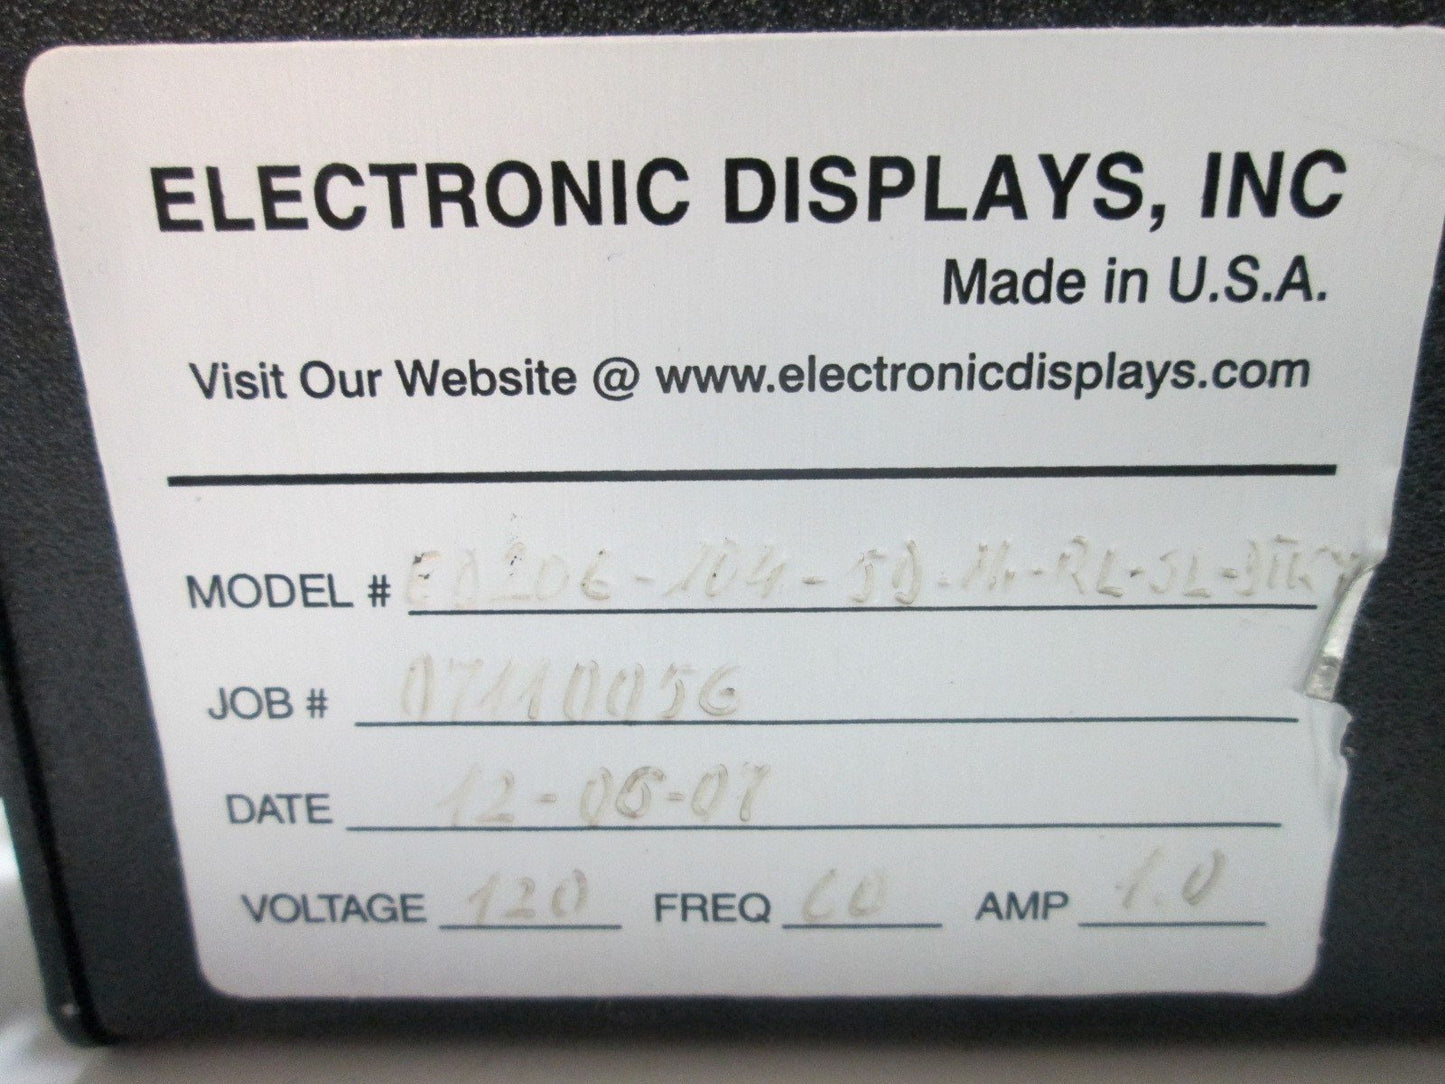 ELECTRONIC DISPLAYS, INC
Made in U.S.A.
Visit Our Website @ www.electronicdisplays.com
MODEL #
JOB # 07110056
DATE 12-06-07
VOLTAGE 120 FREQ 60 AMP 1.0